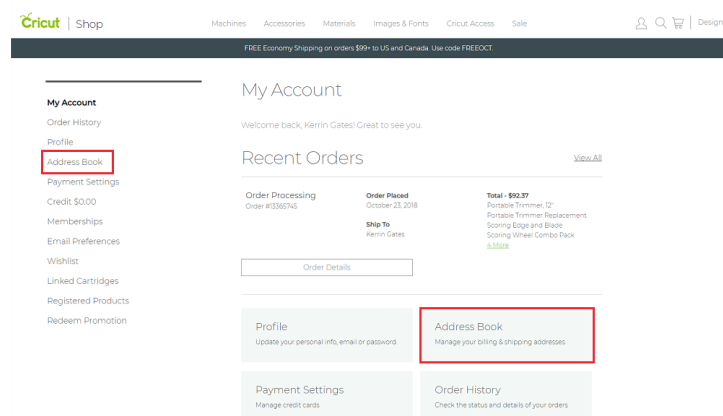 Cricut | Shop
Machines Accessories Materials Images & Fonts Cricut Access Sale
Design
FREE Economy Shipping on orders $99+ to US and Canada. Use code FREEOCT.
My Account
Order History
Profile
Address Book
Payment Settings
Credit $0.00
Memberships
Email Preferences
Wishlist
Linked Cartridges
Registered Products
Redeem Promotion
My Account
Welcome back, Kerrin Gates! Great to see you.
Recent Orders
View All
Order Processing
Order #13365745
Order Placed
October 23, 2018
Ship To
Kerrin Gates
Total - $92.37
Portable Trimmer, 12"
Portable Trimmer Replacement
Scoring Edge and Blade
Scoring Wheel Combo Pack
4 More
Order Details
Profile
Update your personal info, email or password.
Address Book
Manage your billing & shipping addresses.
Payment Settings
Manage credit cards
Order History
Check the status and details of your orders